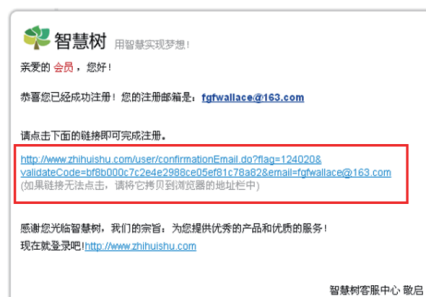 智慧树 用智慧实现梦想!
亲爱的 会员 ，您好!
恭喜您已经成功注册! 您的注册邮箱是：fgfwallace@163.com
请点击下面的链接即可完成注册。
http://www.zhihuishu.com/user/confirmationEmail.do?flag=124020&
validateCode=bf8b000c7c2e4e2988ce05ef81c78a82&email=fgfwallace@163.com
(如果链接无法点击，请将它拷贝到浏览器的地址栏中)
感谢您光临智慧树，我们的宗旨：为您提供优秀的产品和优质的服务!
现在就登录吧!http://www.zhihuishu.com
智慧树客服中心 敬启